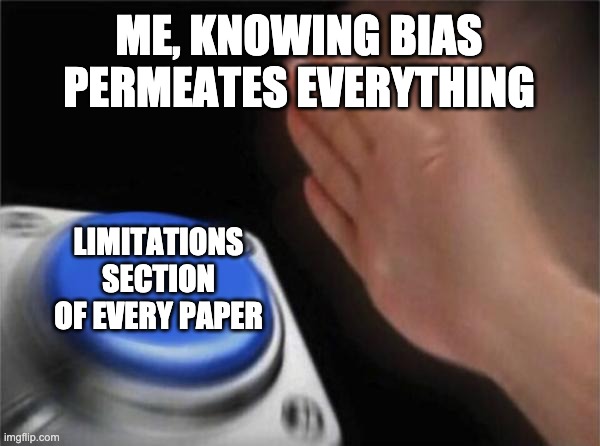 ME, KNOWING BIAS
PERMEATES EVERYTHING
LIMITATIONS
SECTION
OF EVERY PAPER
imgflip.com